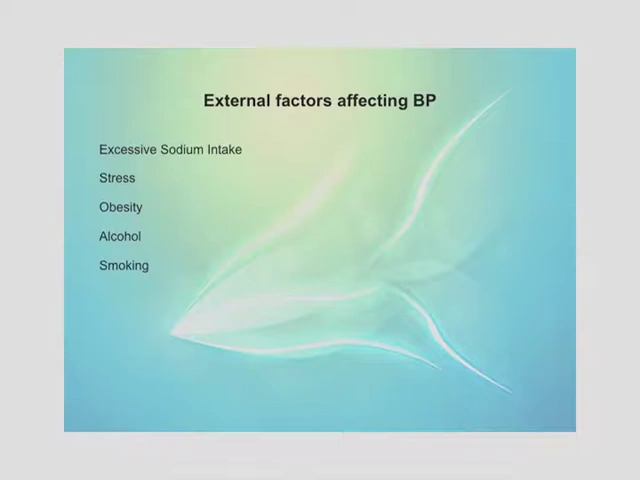 External factors affecting BP
Excessive Sodium Intake
Stress
Obesity
Alcohol
Smoking